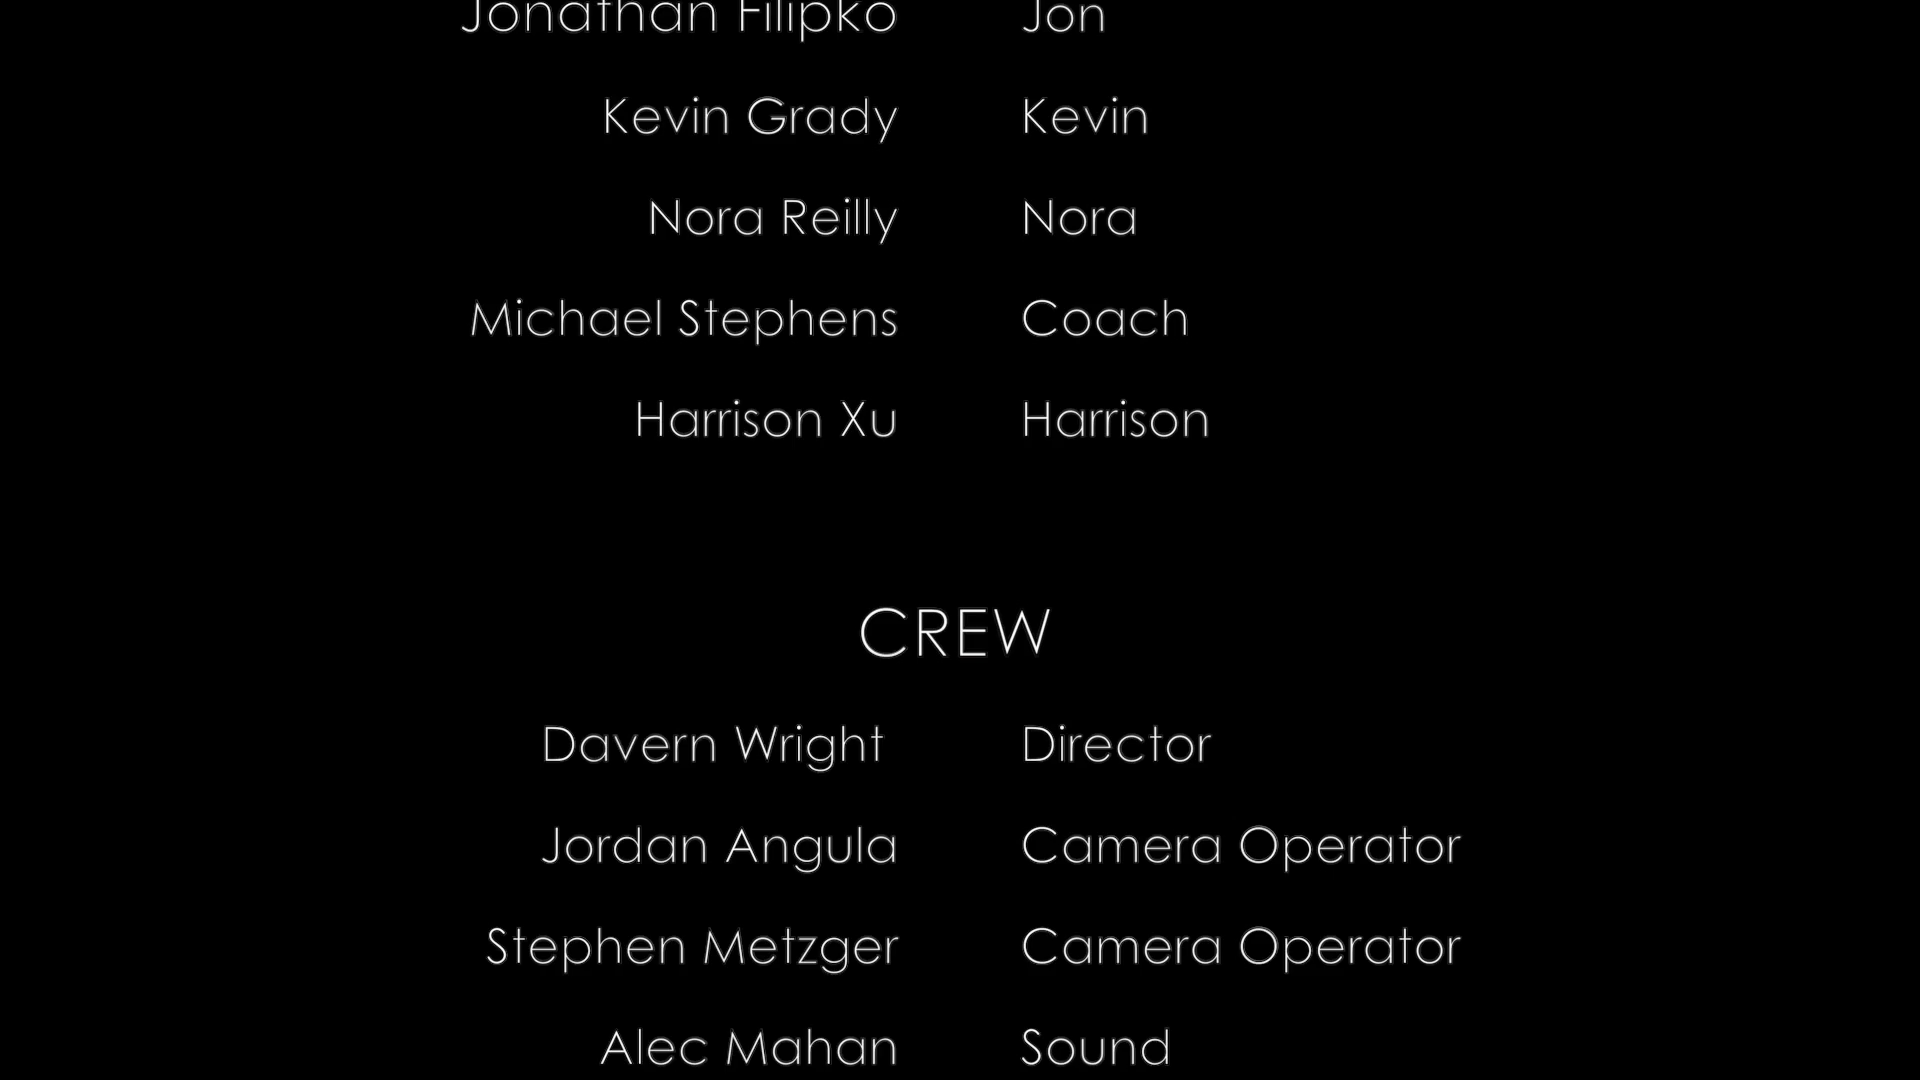 Jonathan Filipko Jon
Kevin Grady Kevin
Nora Reilly Nora
Michael Stephens Coach
Harrison Xu Harrison
CREW
Davern Wright Director
Jordan Angula Camera Operator
Stephen Metzger Camera Operator
Alec Mahan Sound